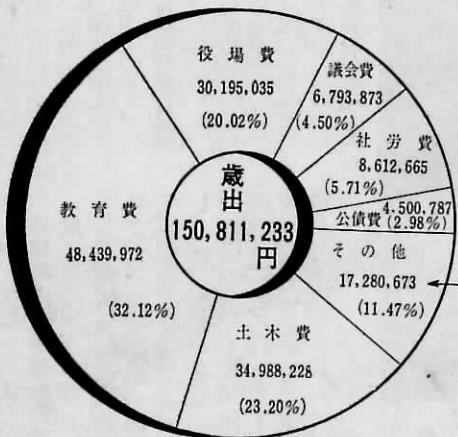 役場費
30,195,035
(20.02%)
議会費
6,793,873
(4.50%)
社労費
8,612,665
(5.71%)
公債費
4,500,787
(2.98%)
その他
17,280,673
(11.47%)
土木費
34,988,228
(23.20%)
教育費
48,439,972
(32.12%)
歳出
150,811,233
円